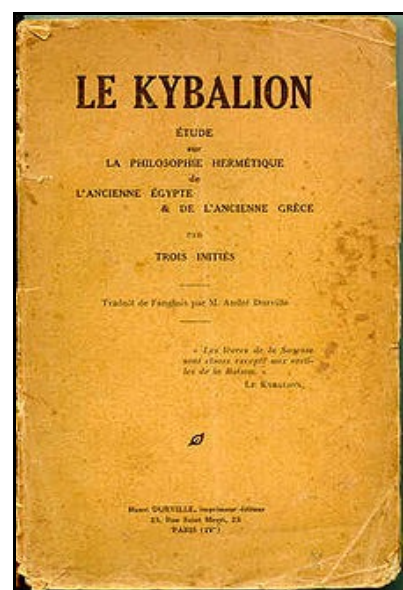 LE KYBALION
ÉTUDE
sur
LA PHILOSOPHIE HERMÉTIQUE
de
L'ANCIENNE ÉGYPTE
& DE L'ANCIENNE GRÈCE
PAR
TROIS INITIÉS
Traduit de l'anglais par M. André Durville
« Les lèvres de la Sagesse
sont closes excepté aux oreil-
les de la Raison. »
LE KYBALION.
Henri DURVILLE, imprimeur-éditeur
23, Rue Saint Merri, 23
PARIS (IVe)